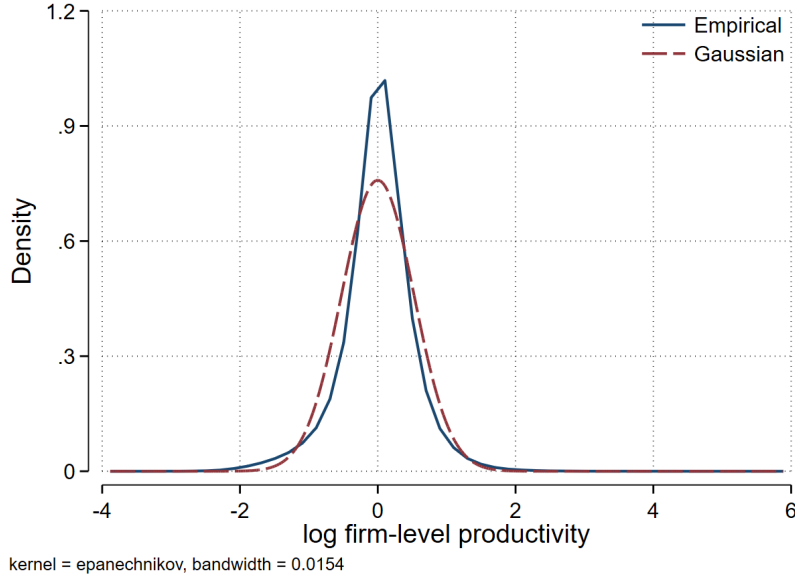 1.2
.9
.6
.3
0
Density
Empirical
Gaussian
-4
-2
0
2
4
6
log firm-level productivity
kernel = epanechnikov, bandwidth = 0.0154